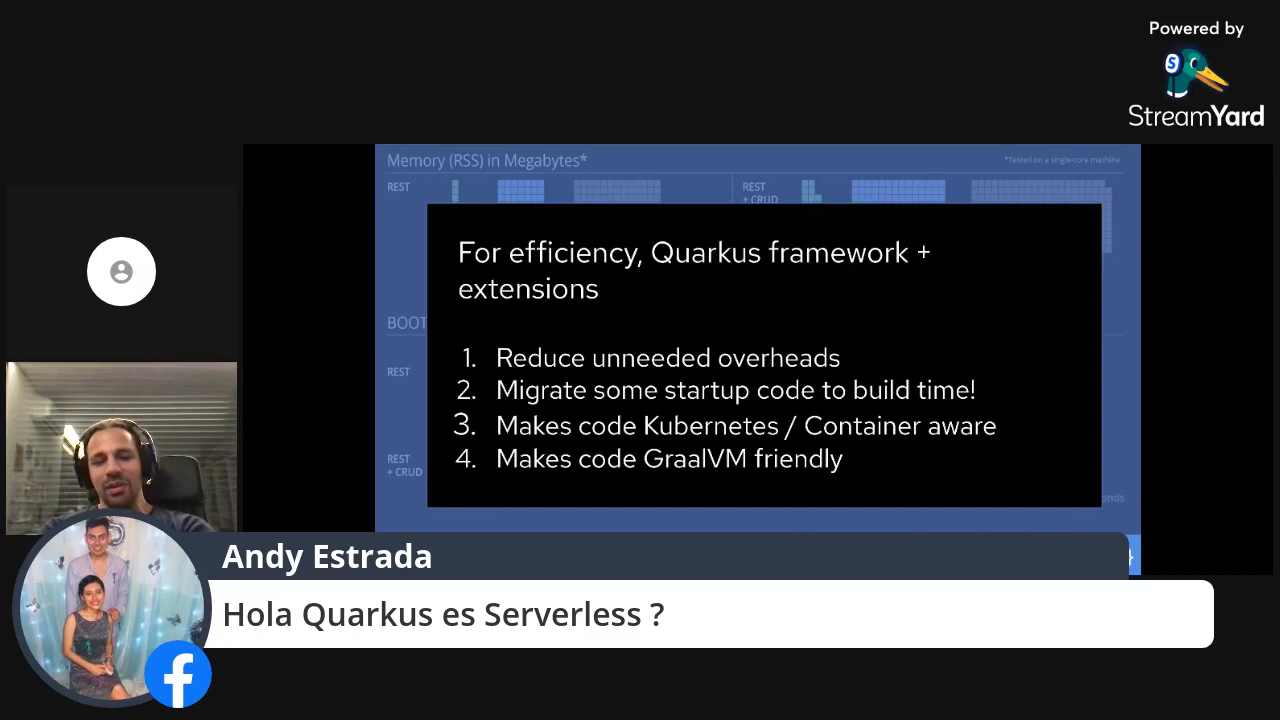 Powered by
StreamYard
Memory (RSS) in Megabytes*
*Tested on a single-core machine
REST
REST
+ CRUD
For efficiency, Quarkus framework +
extensions
1. Reduce unneeded overheads
2. Migrate some startup code to build time!
3. Makes code Kubernetes / Container aware
4. Makes code GraalVM friendly
BOOT
REST
REST
+ CRUD
Andy Estrada
Hola Quarkus es Serverless ?